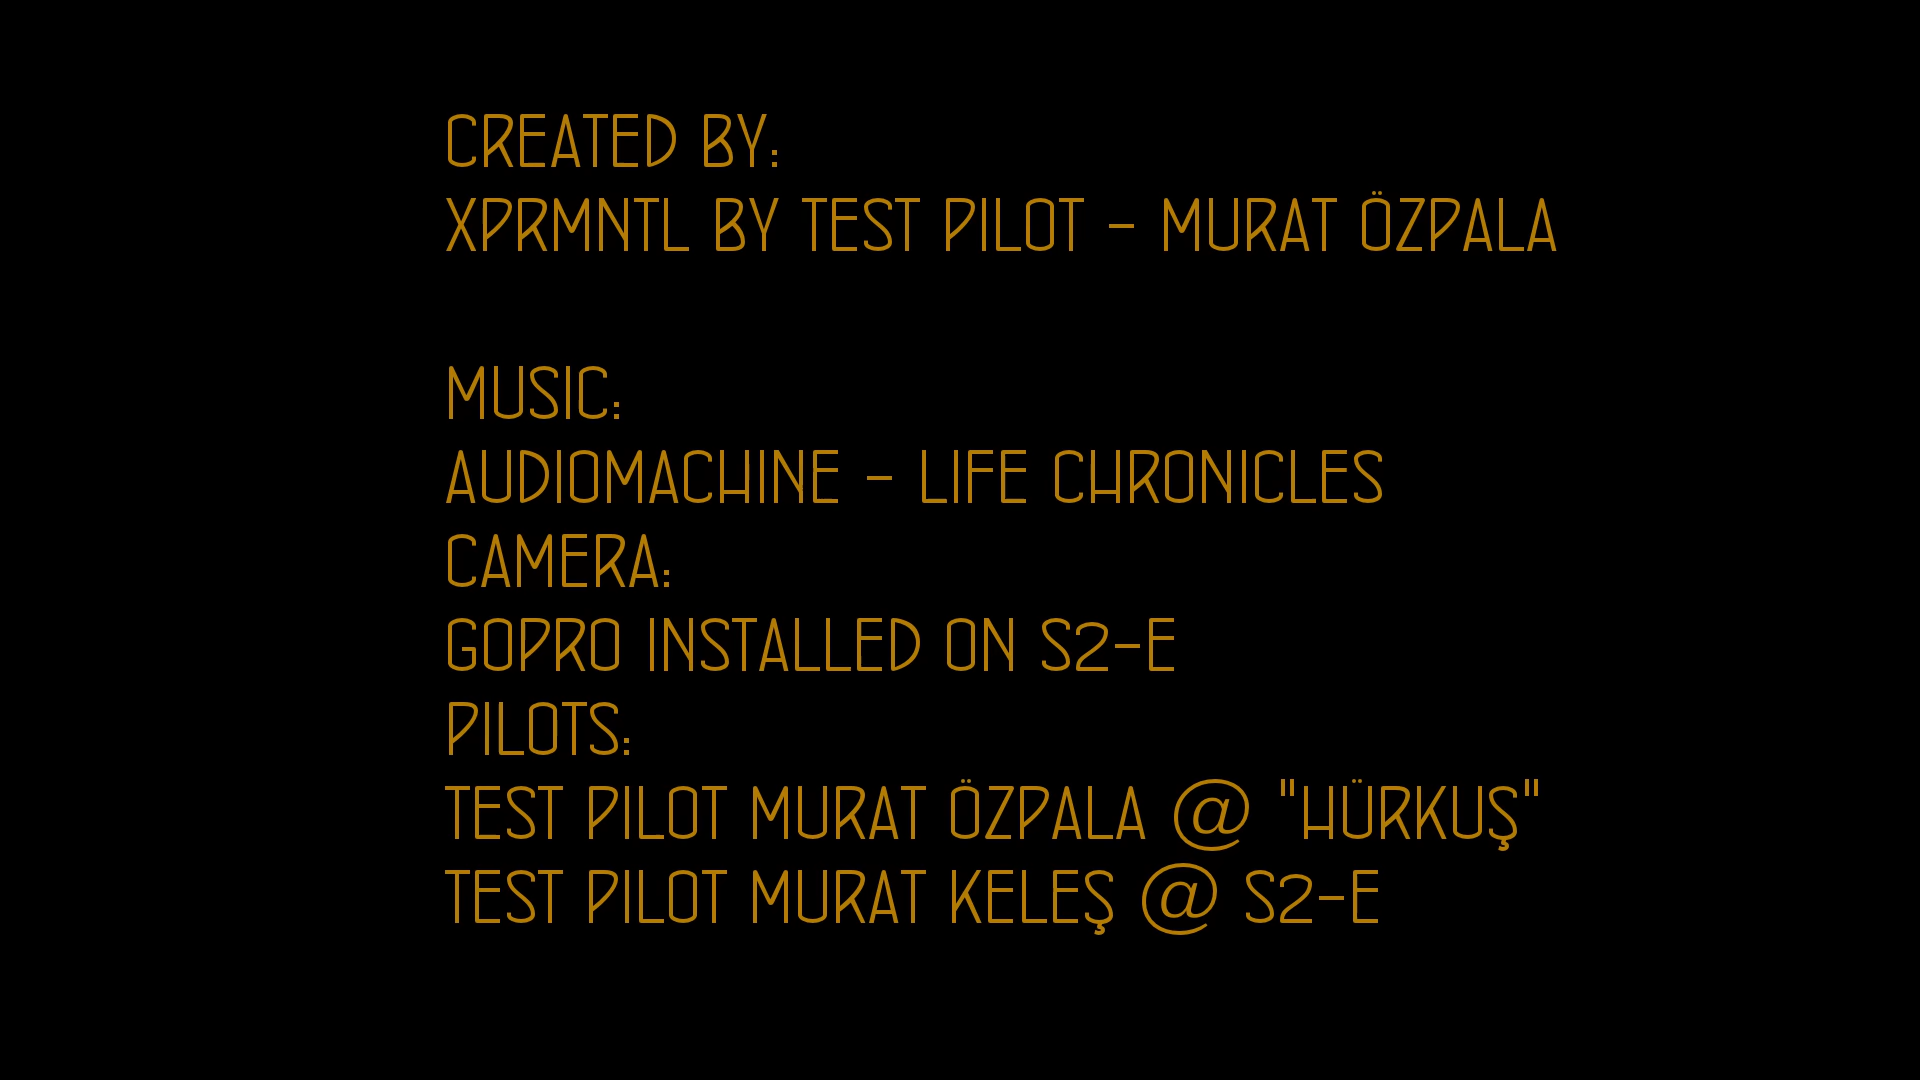 CREATED BY:
XPRMNTL BY TEST PILOT - MURAT ÖZPALA
MUSIC:
AUDIOMACHINE - LIFE CHRONICLES
CAMERA:
GOPRO INSTALLED ON S2-E
PILOTS:
TEST PILOT MURAT ÖZPALA @ "HÜRKUŞ"
TEST PILOT MURAT KELEŞ @ S2-E